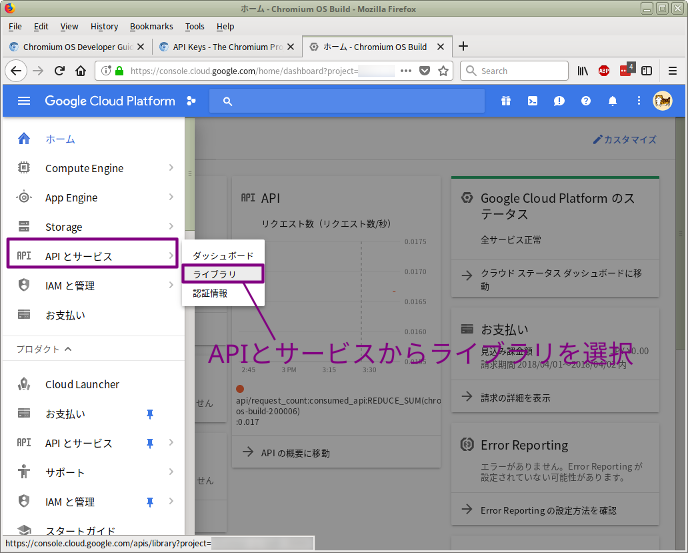 ホーム - Chromium OS Build - Mozilla Firefox
File Edit View History Bookmarks Tools Help
Chromium OS Developer Guid
API Keys - The Chromium Pro
ホーム - Chromium OS Build
https://console.cloud.google.com/home/dashboard?project=
Search
ABP
4
Google Cloud Platform
ホーム
Compute Engine
App Engine
Storage
API API とサービス
IAM と管理
お支払い
プロダクト
Cloud Launcher
お支払い
API API とサービス
サポート
IAM と管理
スタートガイド
ダッシュボード
ライブラリ
認証情報
カスタマイズ
API API
リクエスト数（リクエスト数/秒）
0.0175
0.0170
0.0165
0.0160
0.0155
2:45 3 PM 3:15 3:30
api/request_count:consumed_api:REDUCE_SUM(chro
os-build-200006)
:0.017
API の概要に移動
せん
せん
APIとサービスからライブラリを選択
Google Cloud Platform のステータス
全サービス正常
クラウド ステータス ダッシュボードに移動
お支払い
見込み課金額
請求期間 2018/04/01～2018/04/02 内
請求の詳細を表示
Error Reporting
エラーがありません。Error Reporting が
設定されていない可能性があります。
Error Reporting の設定方法を確認
https://console.cloud.google.com/apis/library?project=